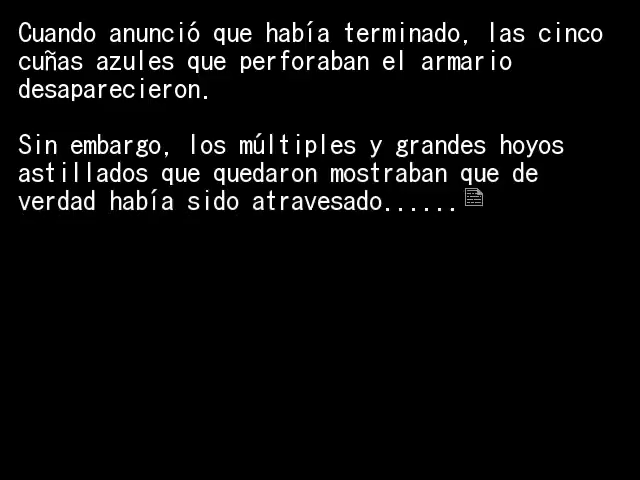 Cuando anunció que había terminado, las cinco
cuñas azules que perforaban el armario
desaparecieron.
Sin embargo, los múltiples y grandes hoyos
astillados que quedaron mostraban que de
verdad había sido atravesado......